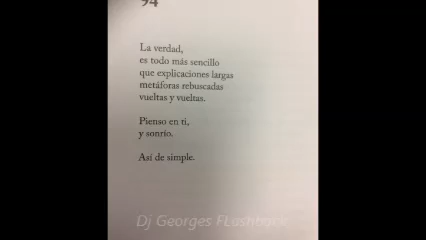 94
La verdad,
es todo más sencillo
que explicaciones largas
metáforas rebuscadas
vueltas y vueltas.
Pienso en ti,
y sonrío.
Así de simple.
Dj Georges FLashback